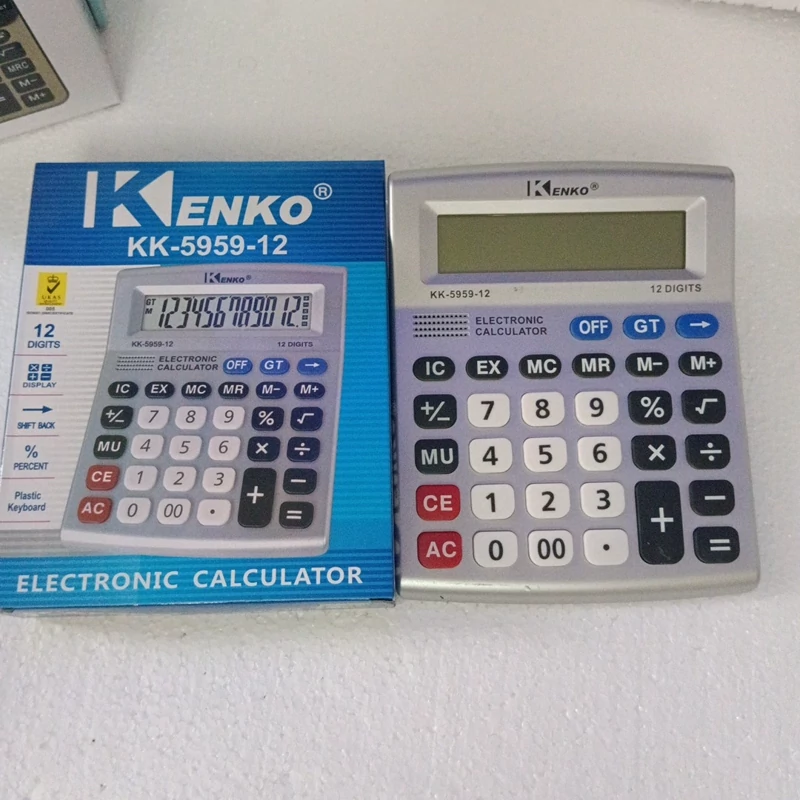 √
MRC
M−
=
M+
KENKO®
KK-5959-12
12
DIGITS
DISPLAY
SHIFT BACK
%
PERCENT
Plastic
Keyboard
KENKO®
GT
M
123456789012.
KK-5959-12
12 DIGITS
ELECTRONIC
CALCULATOR
OFF GT →
IC EX MC MR M− M+
+/− 7 8 9 % √
MU 4 5 6 × ÷
CE 1 2 3 + −
AC 0 00 · =
ELECTRONIC CALCULATOR
KENKO®
KK-5959-12
12 DIGITS
ELECTRONIC
CALCULATOR
OFF GT →
IC EX MC MR M− M+
+/− 7 8 9 % √
MU 4 5 6 × ÷
CE 1 2 3 + −
AC 0 00 · =